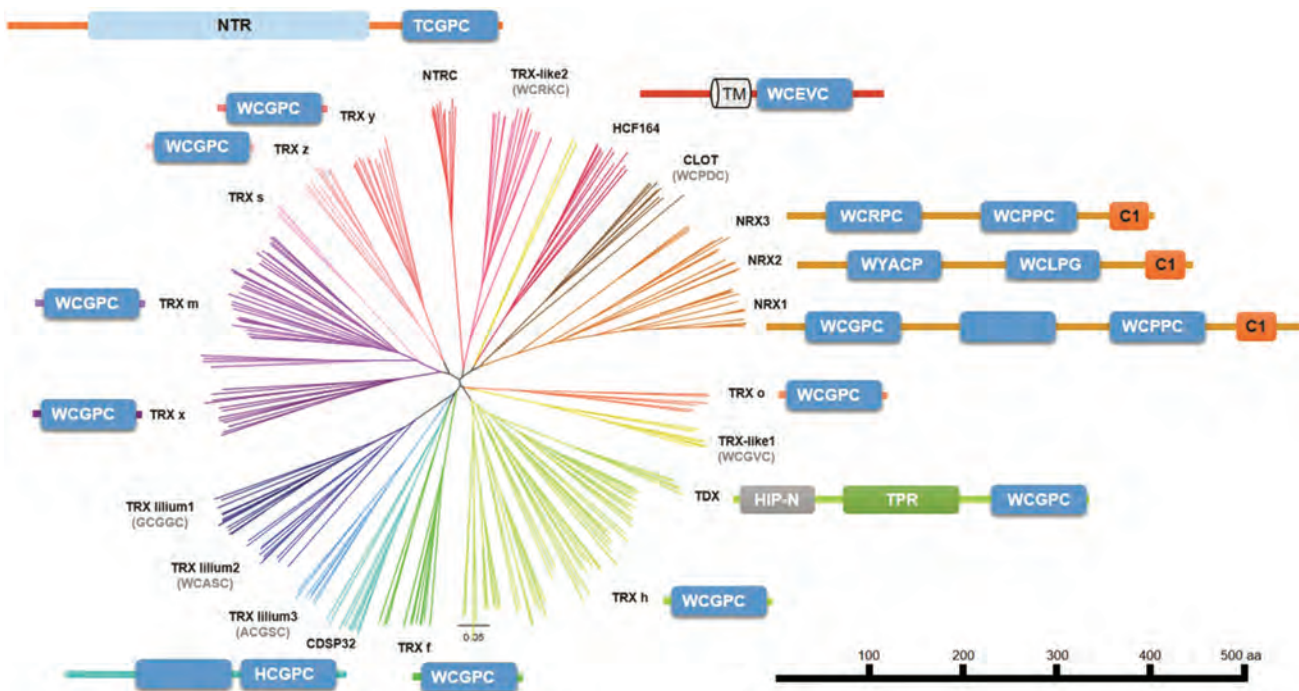 NTR TCGPC
NTRC
TRX-like2
(WCRKC)
TM WCEVC
WCGPC
TRX y
WCGPC
TRX z
HCF164
CLOT
(WCPDC)
TRX s
NRX3
WCRPC WCPPC C1
NRX2
WYACP WCLPG C1
NRX1
WCGPC WCPPC C1
WCGPC
TRX m
WCGPC
TRX x
TRX o
WCGPC
TRX-like1
(WCGVC)
TDX
HIP-N TPR WCGPC
TRX lilium1
(GCGGC)
TRX lilium2
(WCASC)
TRX lilium3
(ACGSC)
CDSP32
HCGPC
TRX f
WCGPC
0.05
TRX h
WCGPC
100 200 300 400 500 aa